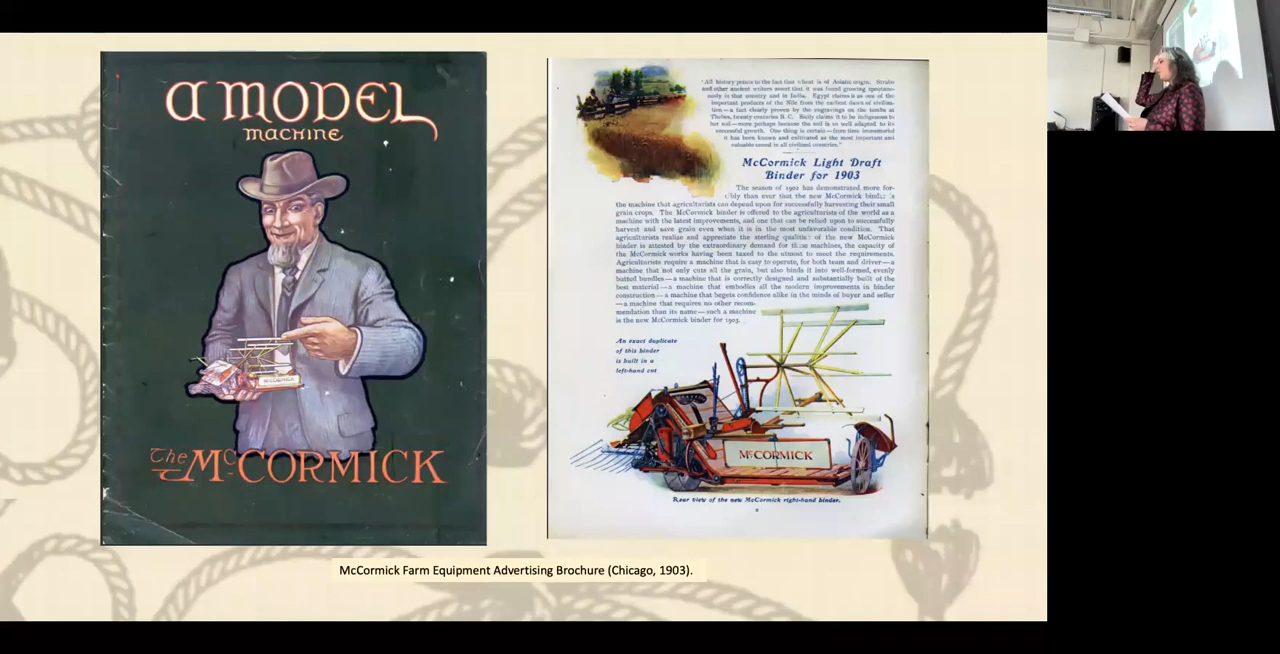 A MODEL
MACHINE
McCORMICK
The McCORMICK
"All history points to the fact that wheat is of Asiatic origin. Strabo
and other ancient writers assert that it was found growing spontane-
ously in that country and in India. Egypt claims it as one of the
important products of the Nile from the earliest dawn of civiliza-
tion—a fact clearly proven by the engravings on the tombs at
Thebes, twenty centuries B. C. Sicily claims it to be indigenous to
her soil—more perhaps because the soil is so well adapted to its
successful growth. One thing is certain—from time immemorial
it has been known and cultivated as the most important and
valuable cereal in all civilized countries."
McCormick Light Draft
Binder for 1903
The season of 1902 has demonstrated more for-
cibly than ever that the new McCormick binder is
the machine that agriculturists can depend upon for successfully harvesting their small
grain crops. The McCormick binder is offered to the agriculturists of the world as a
machine with the latest improvements, and one that can be relied upon to successfully
harvest and save grain even when it is in the most unfavorable condition. That
agriculturists realize and appreciate the sterling qualities of the new McCormick
binder is attested by the extraordinary demand for these machines, the capacity of
the McCormick works having been taxed to the utmost to meet the requirements.
Agriculturists require a machine that is easy to operate, for both team and driver—a
machine that not only cuts all the grain, but also binds it into well-formed, evenly
butted bundles—a machine that is correctly designed and substantially built of the
best material—a machine that embodies all the modern improvements in binder
construction—a machine that begets confidence alike in the minds of buyer and seller
—a machine that requires no other recom-
mendation than its name—such a machine
is the new McCormick binder for 1903.
An exact duplicate
of this binder
is built in a
left-hand cut
McCORMICK
Rear view of the new McCormick right-hand binder.
McCormick Farm Equipment Advertising Brochure (Chicago, 1903).